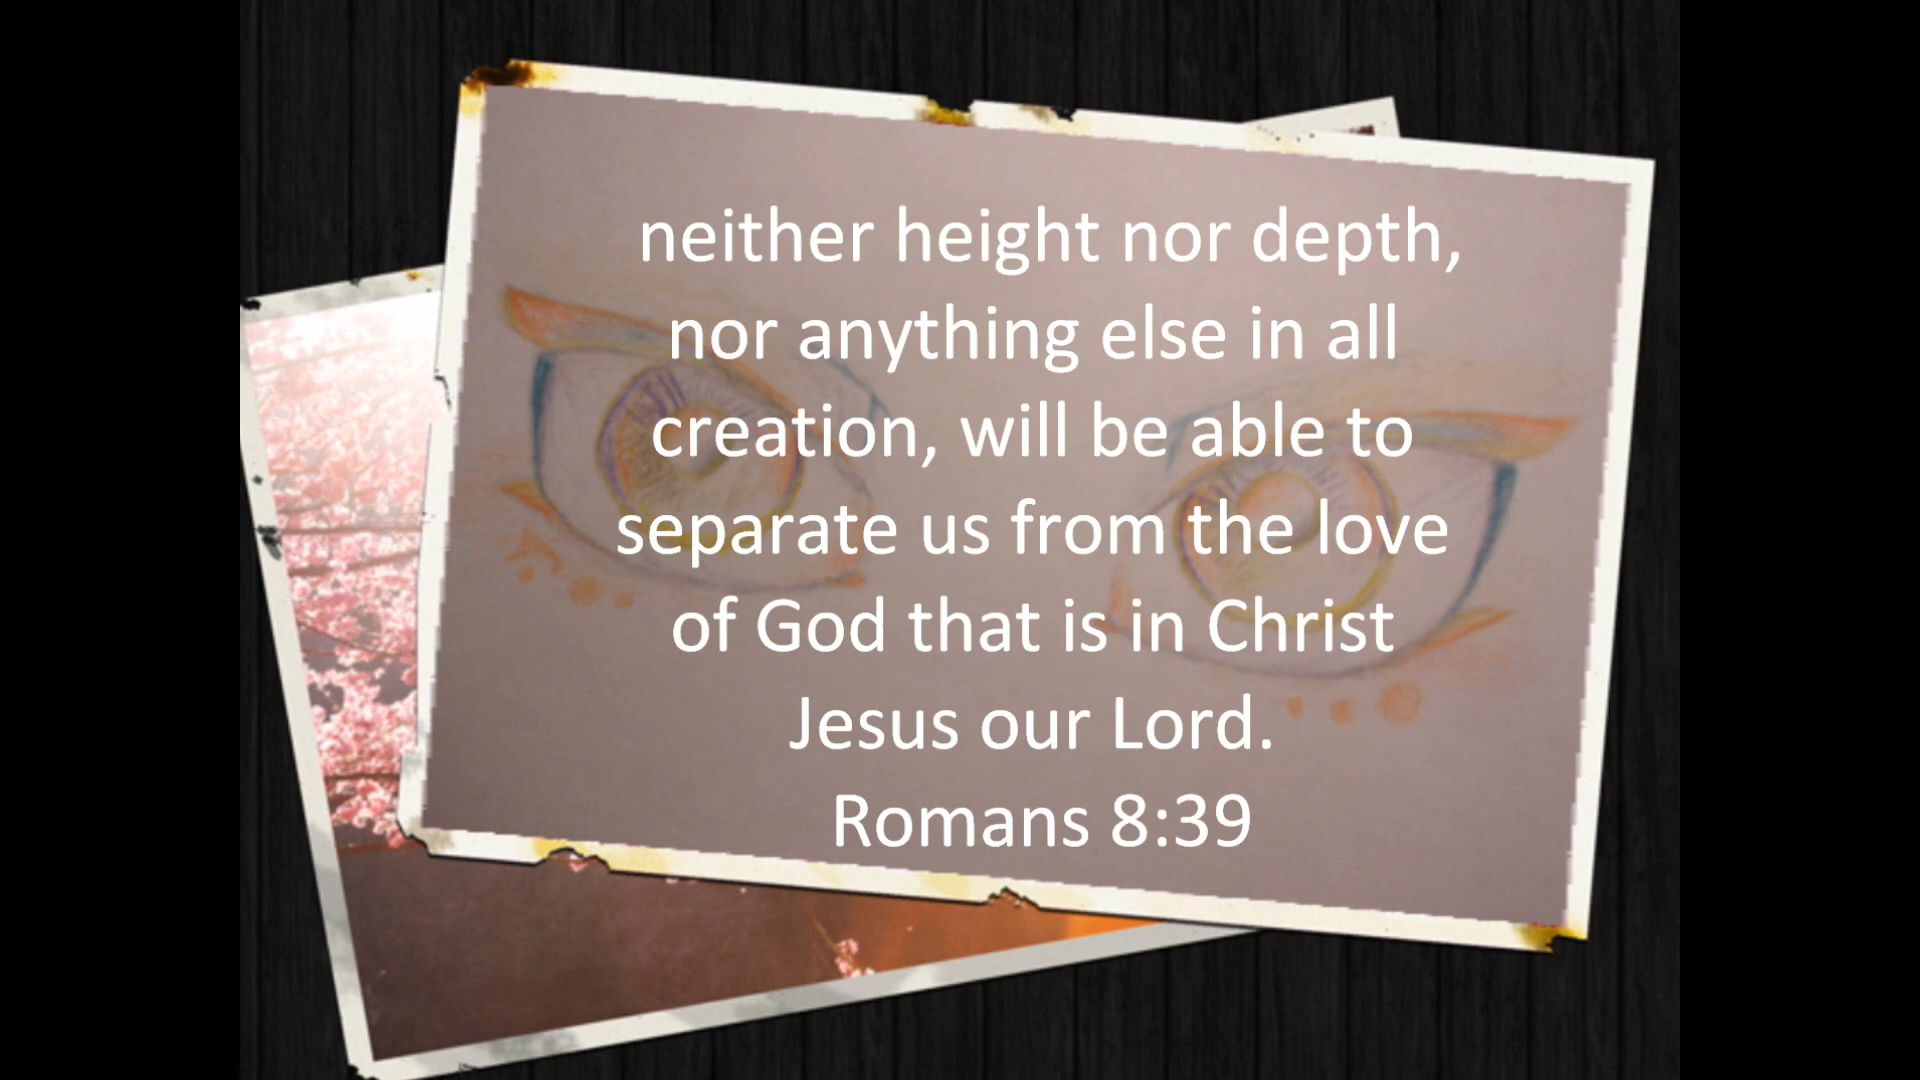 neither height nor depth,
nor anything else in all
creation, will be able to
separate us from the love
of God that is in Christ
Jesus our Lord.
Romans 8:39